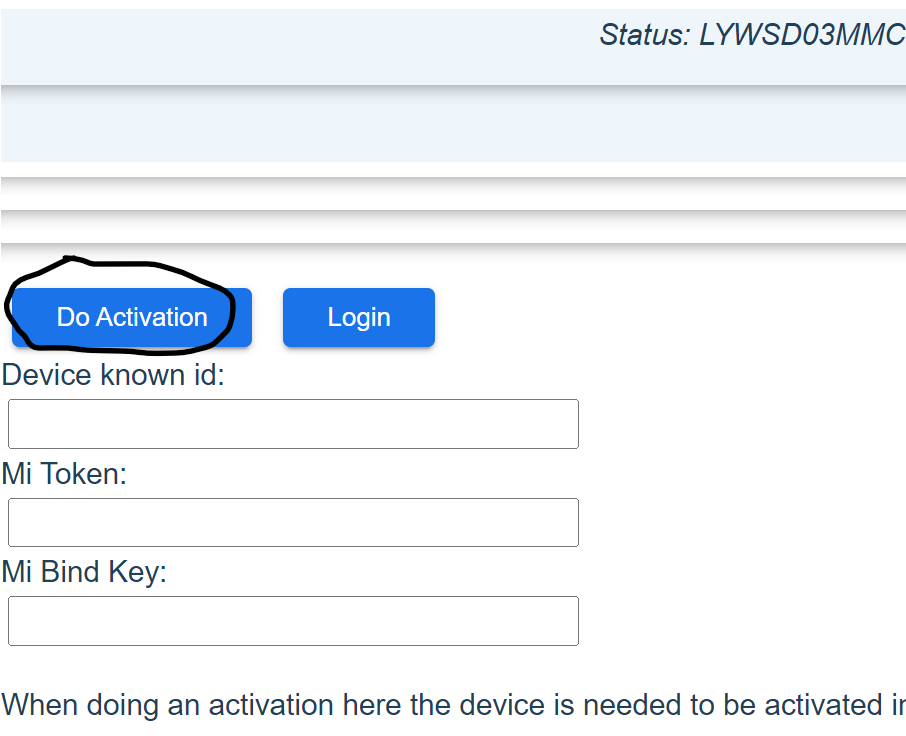 Status: LYWSD03MMC
Do Activation
Login
Device known id:
Mi Token:
Mi Bind Key:
When doing an activation here the device is needed to be activated in